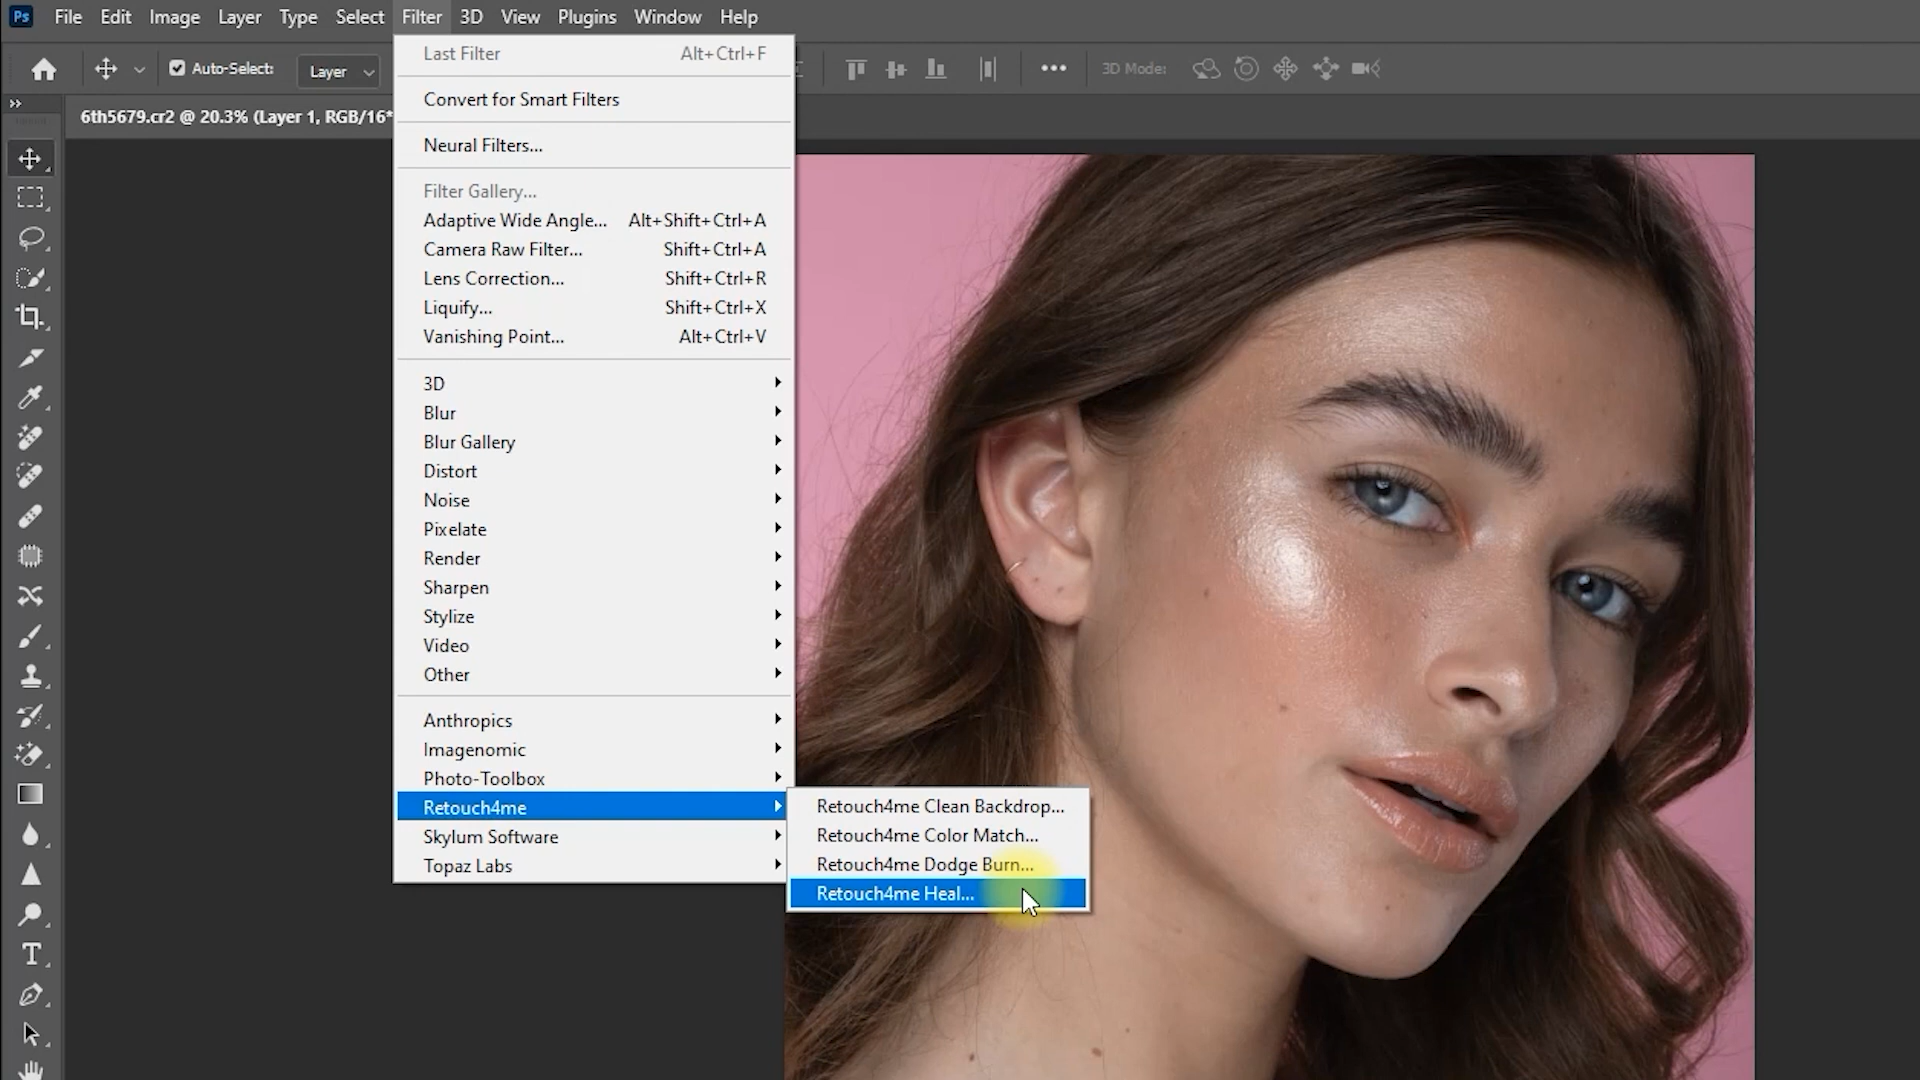 Ps File Edit Image Layer Type Select Filter 3D View Plugins Window Help
Auto-Select: Layer 3D Mode:
6th5679.cr2 @ 20.3% (Layer 1, RGB/16*
Last Filter Alt+Ctrl+F
Convert for Smart Filters
Neural Filters...
Filter Gallery...
Adaptive Wide Angle... Alt+Shift+Ctrl+A
Camera Raw Filter... Shift+Ctrl+A
Lens Correction... Shift+Ctrl+R
Liquify... Shift+Ctrl+X
Vanishing Point... Alt+Ctrl+V
3D
Blur
Blur Gallery
Distort
Noise
Pixelate
Render
Sharpen
Stylize
Video
Other
Anthropics
Imagenomic
Photo-Toolbox
Retouch4me
Skylum Software
Topaz Labs
Retouch4me Clean Backdrop...
Retouch4me Color Match...
Retouch4me Dodge Burn...
Retouch4me Heal...